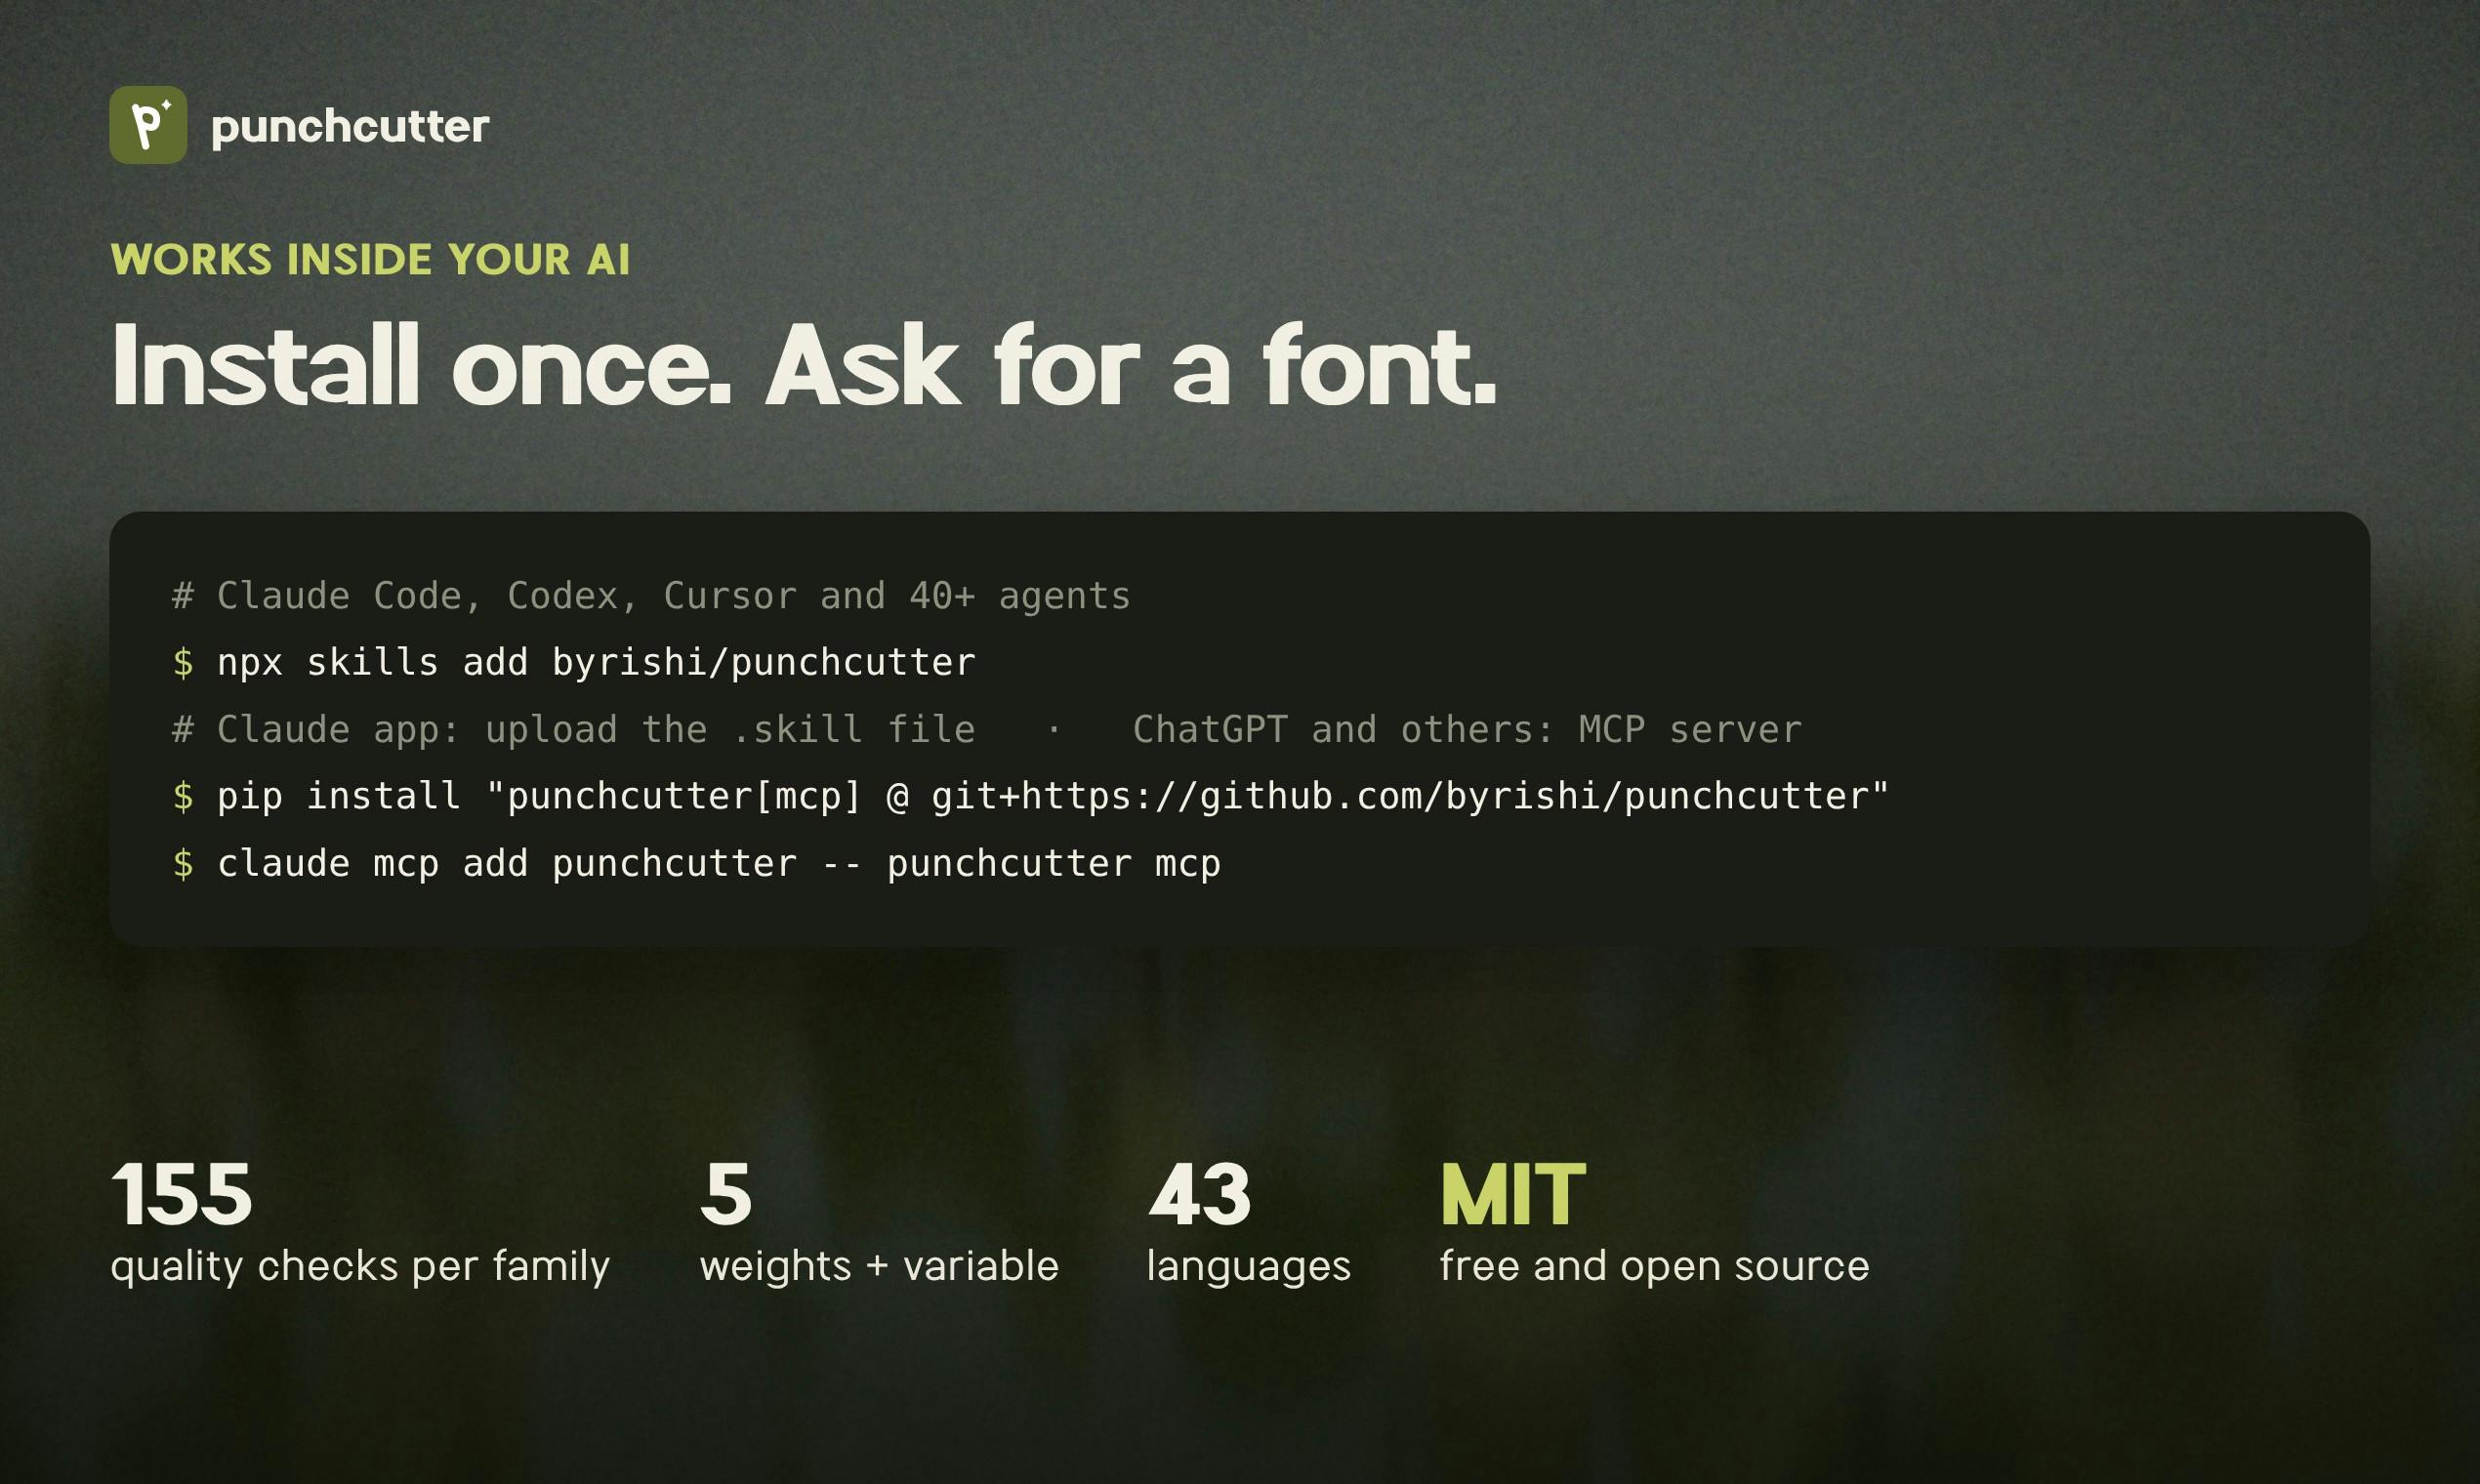 punchcutter
WORKS INSIDE YOUR AI
Install once. Ask for a font.
# Claude Code, Codex, Cursor and 40+ agents
$ npx skills add byrishi/punchcutter
# Claude app: upload the .skill file · ChatGPT and others: MCP server
$ pip install "punchcutter[mcp] @ git+https://github.com/byrishi/punchcutter"
$ claude mcp add punchcutter -- punchcutter mcp
155
quality checks per family
5
weights + variable
43
languages
MIT
free and open source